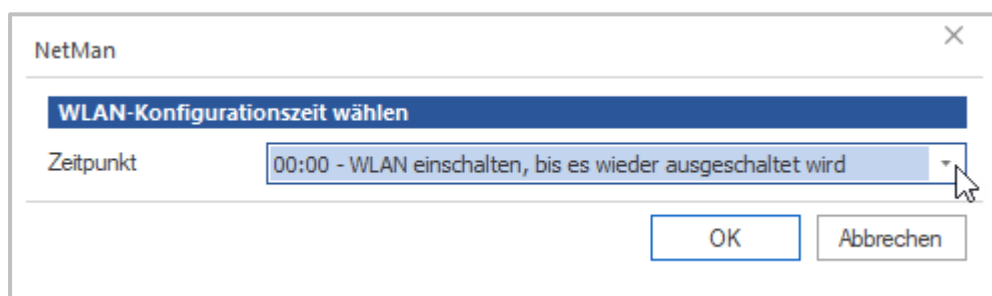 NetMan
WLAN-Konfigurationszeit wählen
Zeitpunkt 00:00 - WLAN einschalten, bis es wieder ausgeschaltet wird
OK Abbrechen